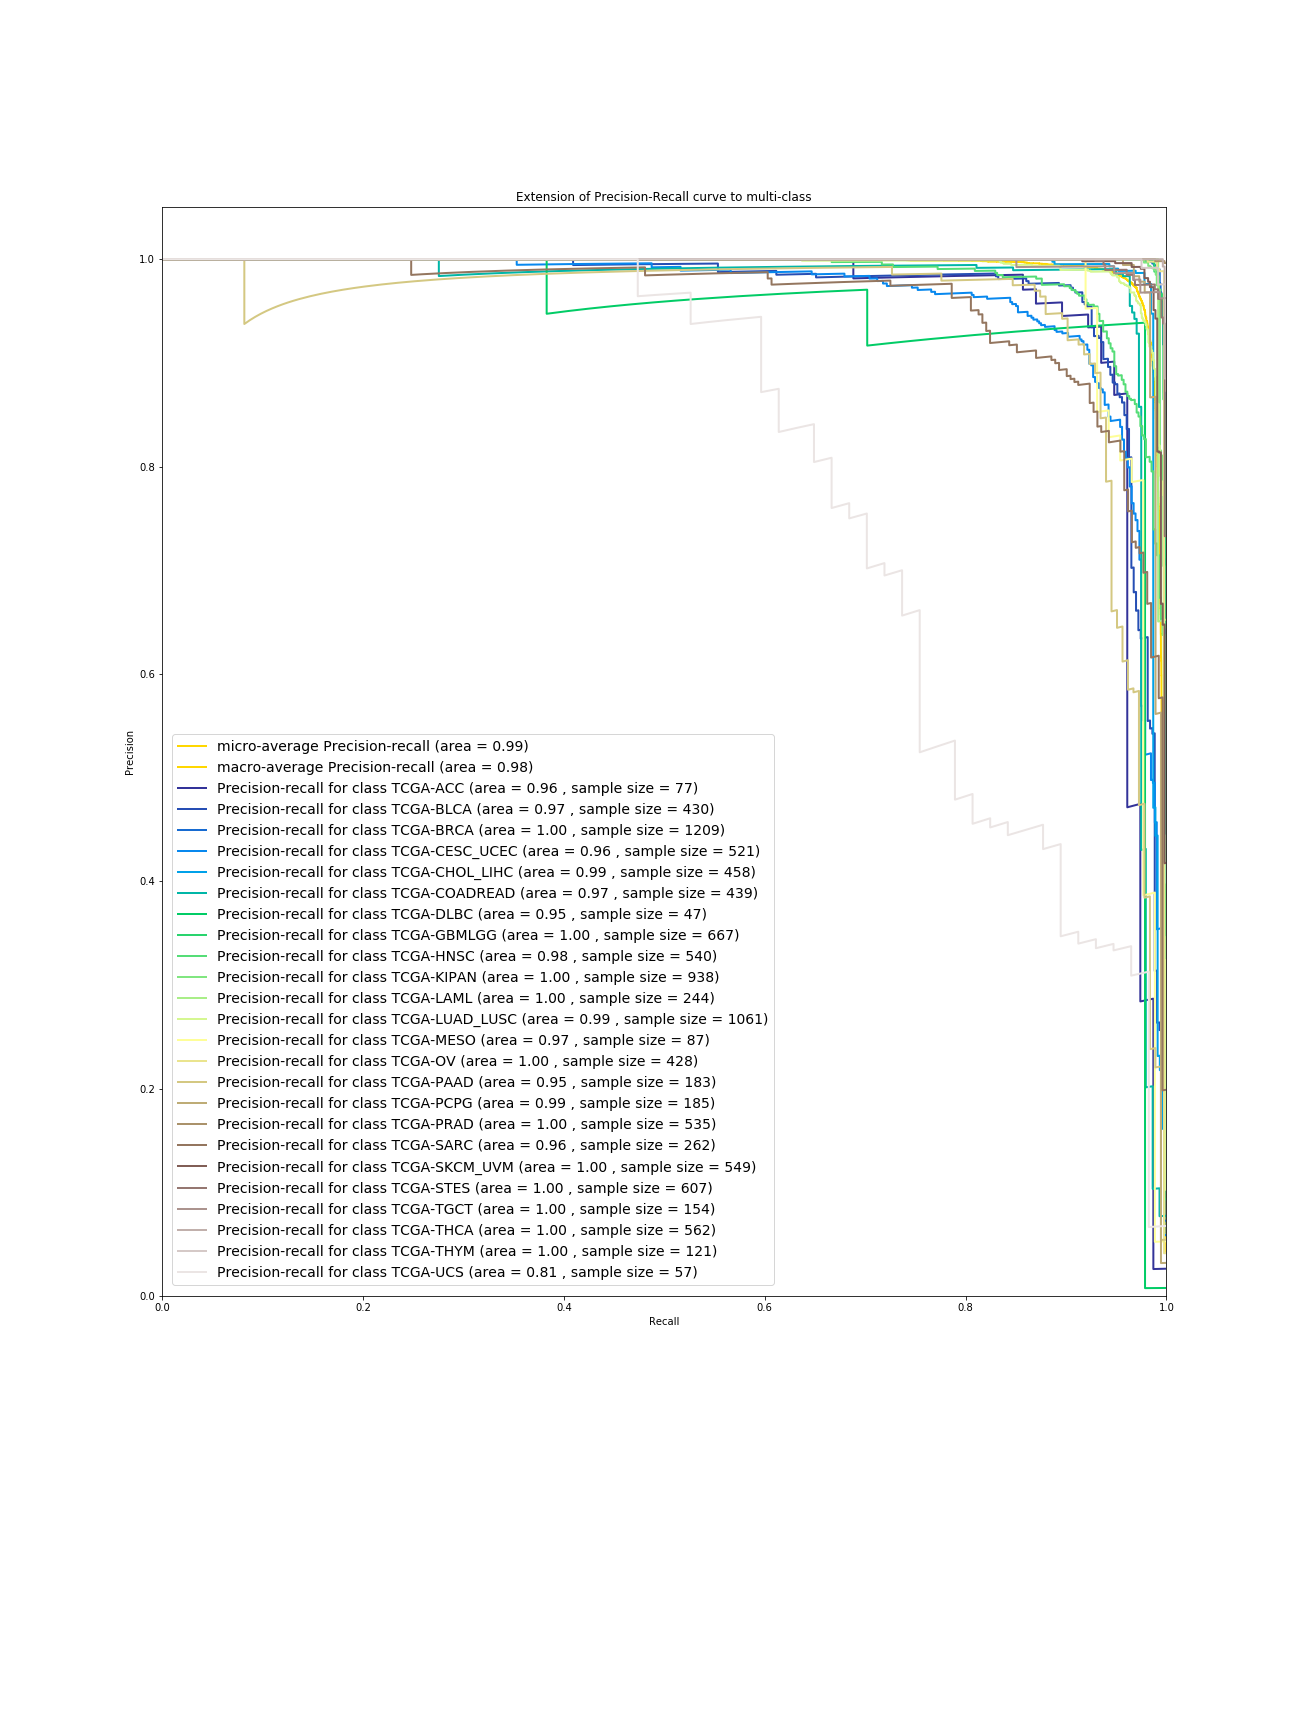 Extension of Precision-Recall curve to multi-class
1.0
0.8
0.6
0.4
0.2
0.0
Precision
micro-average Precision-recall (area = 0.99)
macro-average Precision-recall (area = 0.98)
Precision-recall for class TCGA-ACC (area = 0.96 , sample size = 77)
Precision-recall for class TCGA-BLCA (area = 0.97 , sample size = 430)
Precision-recall for class TCGA-BRCA (area = 1.00 , sample size = 1209)
Precision-recall for class TCGA-CESC_UCEC (area = 0.96 , sample size = 521)
Precision-recall for class TCGA-CHOL_LIHC (area = 0.99 , sample size = 458)
Precision-recall for class TCGA-COADREAD (area = 0.97 , sample size = 439)
Precision-recall for class TCGA-DLBC (area = 0.95 , sample size = 47)
Precision-recall for class TCGA-GBMLGG (area = 1.00 , sample size = 667)
Precision-recall for class TCGA-HNSC (area = 0.98 , sample size = 540)
Precision-recall for class TCGA-KIPAN (area = 1.00 , sample size = 938)
Precision-recall for class TCGA-LAML (area = 1.00 , sample size = 244)
Precision-recall for class TCGA-LUAD_LUSC (area = 0.99 , sample size = 1061)
Precision-recall for class TCGA-MESO (area = 0.97 , sample size = 87)
Precision-recall for class TCGA-OV (area = 1.00 , sample size = 428)
Precision-recall for class TCGA-PAAD (area = 0.95 , sample size = 183)
Precision-recall for class TCGA-PCPG (area = 0.99 , sample size = 185)
Precision-recall for class TCGA-PRAD (area = 1.00 , sample size = 535)
Precision-recall for class TCGA-SARC (area = 0.96 , sample size = 262)
Precision-recall for class TCGA-SKCM_UVM (area = 1.00 , sample size = 549)
Precision-recall for class TCGA-STES (area = 1.00 , sample size = 607)
Precision-recall for class TCGA-TGCT (area = 1.00 , sample size = 154)
Precision-recall for class TCGA-THCA (area = 1.00 , sample size = 562)
Precision-recall for class TCGA-THYM (area = 1.00 , sample size = 121)
Precision-recall for class TCGA-UCS (area = 0.81 , sample size = 57)
0.0 0.2 0.4 0.6 0.8 1.0
Recall